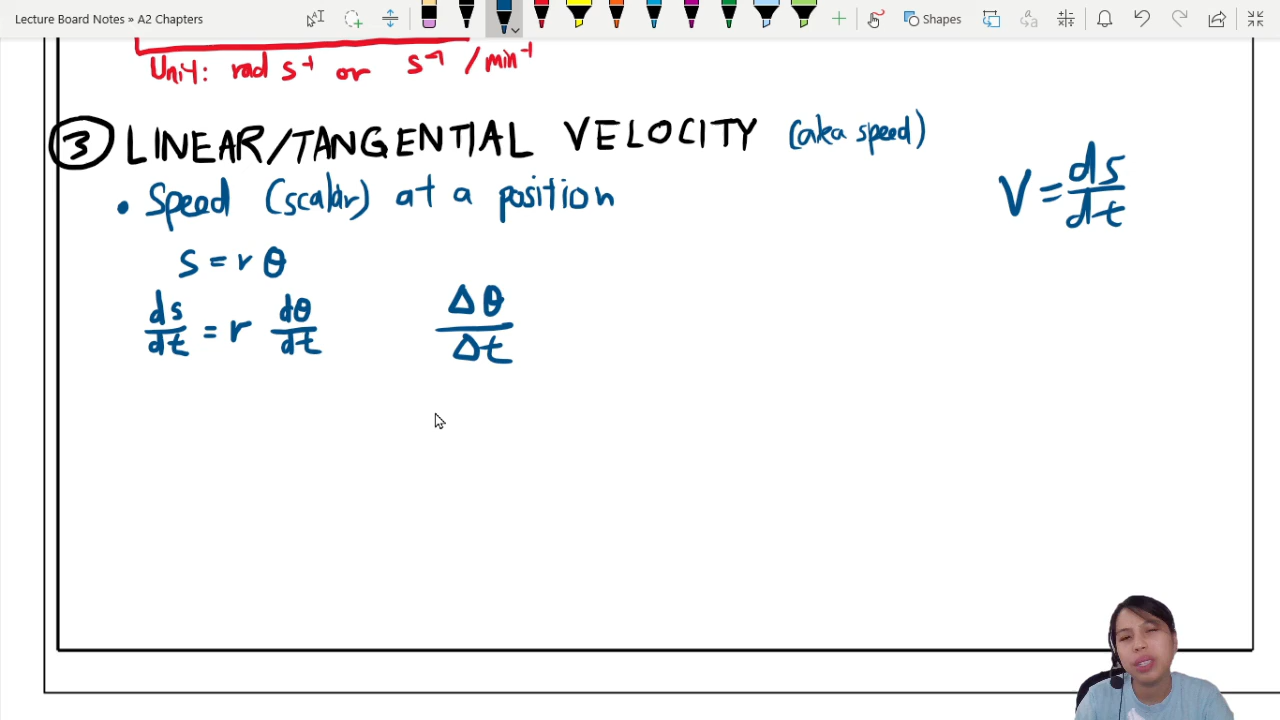 Lecture Board Notes » A2 Chapters
Shapes
Unit: rad s⁻¹ or s⁻¹ / min⁻¹
③ LINEAR/TANGENTIAL VELOCITY (aka speed)
• Speed (scalar) at a position
V = ds/dt
s = r θ
ds/dt = r dθ/dt
Δθ/Δt